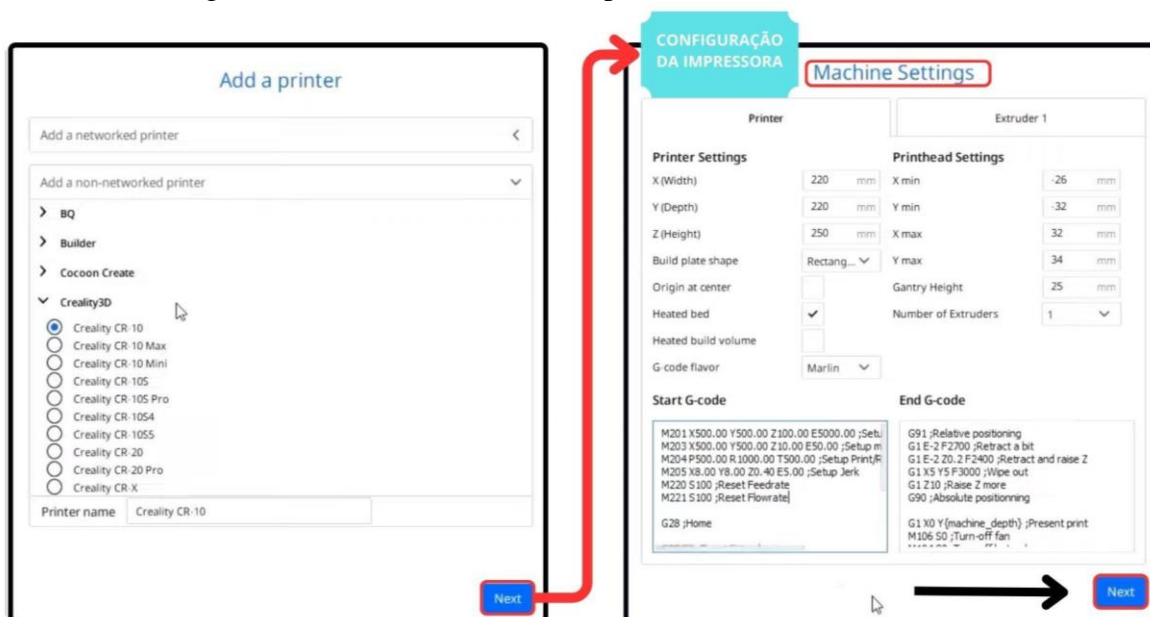 Add a printer
Add a networked printer
Add a non-networked printer
BQ
Builder
Cocoon Create
Creality3D
Creality CR-10
Creality CR-10 Max
Creality CR-10 Mini
Creality CR-10S
Creality CR-10S Pro
Creality CR-10S4
Creality CR-10S5
Creality CR-20
Creality CR-20 Pro
Creality CR-X
Printer name Creality CR-10
Next
CONFIGURAÇÃO
DA IMPRESSORA
Machine Settings
Printer
Extruder 1
Printer Settings
X (Width) 220 mm
Y (Depth) 220 mm
Z (Height) 250 mm
Build plate shape Rectang...
Origin at center
Heated bed
Heated build volume
G-code flavor Marlin
Printhead Settings
X min -26 mm
Y min -32 mm
X max 32 mm
Y max 34 mm
Gantry Height 25 mm
Number of Extruders 1
Start G-code
M201 X500.00 Y500.00 Z100.00 E5000.00 ;Setu
M203 X500.00 Y500.00 Z10.00 E50.00 ;Setup m
M204 P500.00 R1000.00 T500.00 ;Setup Print/R
M205 X8.00 Y8.00 Z0.40 E5.00 ;Setup Jerk
M220 S100 ;Reset Feedrate
M221 S100 ;Reset Flowrate
G28 ;Home
End G-code
G91 ;Relative positioning
G1 E-2 F2700 ;Retract a bit
G1 E-2 Z0.2 F2400 ;Retract and raise Z
G1 X5 Y5 F3000 ;Wipe out
G1 Z10 ;Raise Z more
G90 ;Absolute positionning
G1 X0 Y{machine_depth} ;Present print
M106 S0 ;Turn-off fan
Next